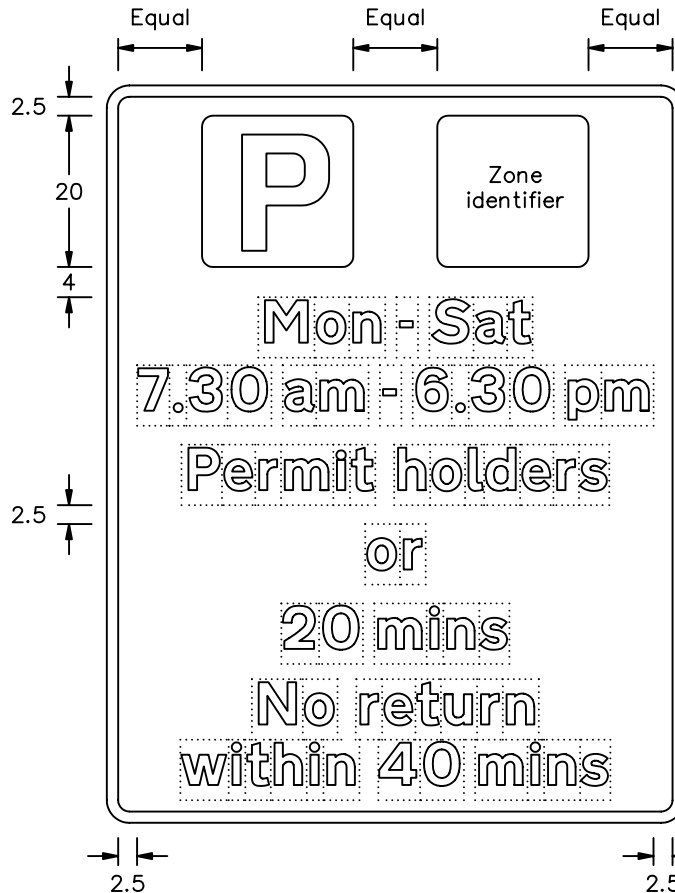 Equal Equal Equal
2.5
20
4
P
Zone
identifier
Mon - Sat
7.30 am - 6.30 pm
Permit holders
2.5
or
20 mins
No return
within 40 mins
2.5 2.5